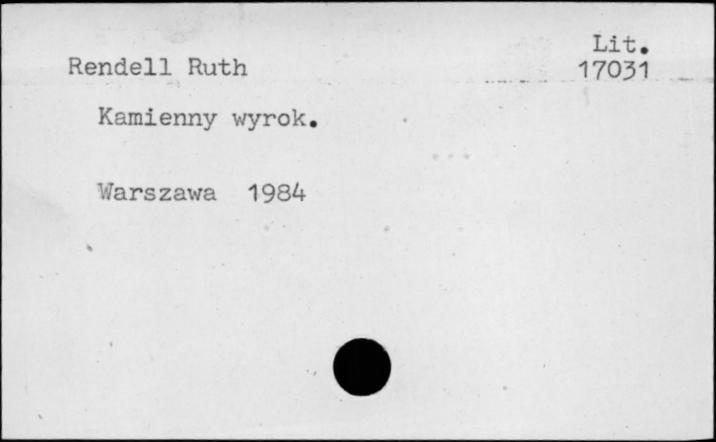 Lit.
Rendell Ruth 17031
Kamienny wyrok.
Warszawa 1984